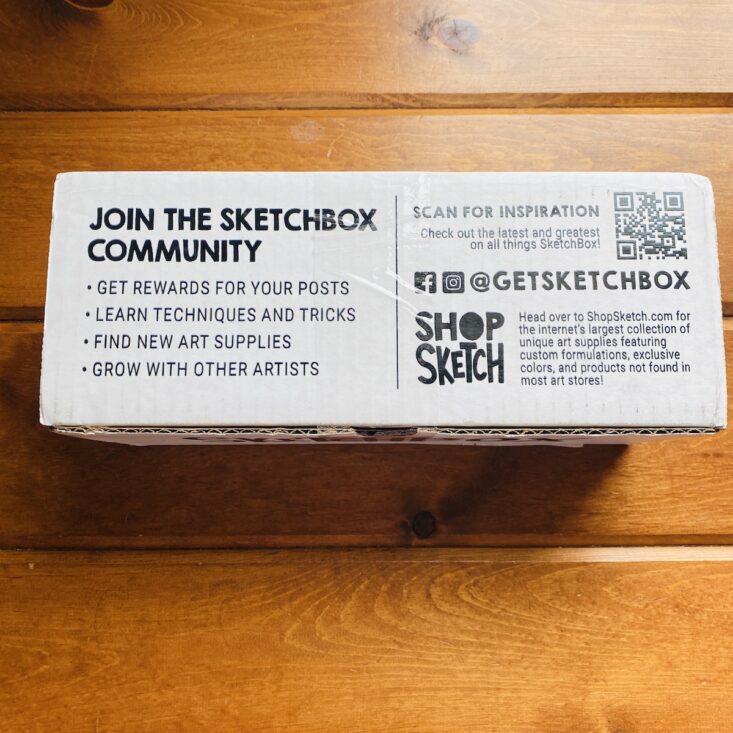 JOIN THE SKETCHBOX
COMMUNITY
• GET REWARDS FOR YOUR POSTS
• LEARN TECHNIQUES AND TRICKS
• FIND NEW ART SUPPLIES
• GROW WITH OTHER ARTISTS
SCAN FOR INSPIRATION
Check out the latest and greatest
on all things SketchBox!
@GETSKETCHBOX
SHOP
SKETCH
Head over to ShopSketch.com for
the internet's largest collection of
unique art supplies featuring
custom formulations, exclusive
colors, and products not found in
most art stores!